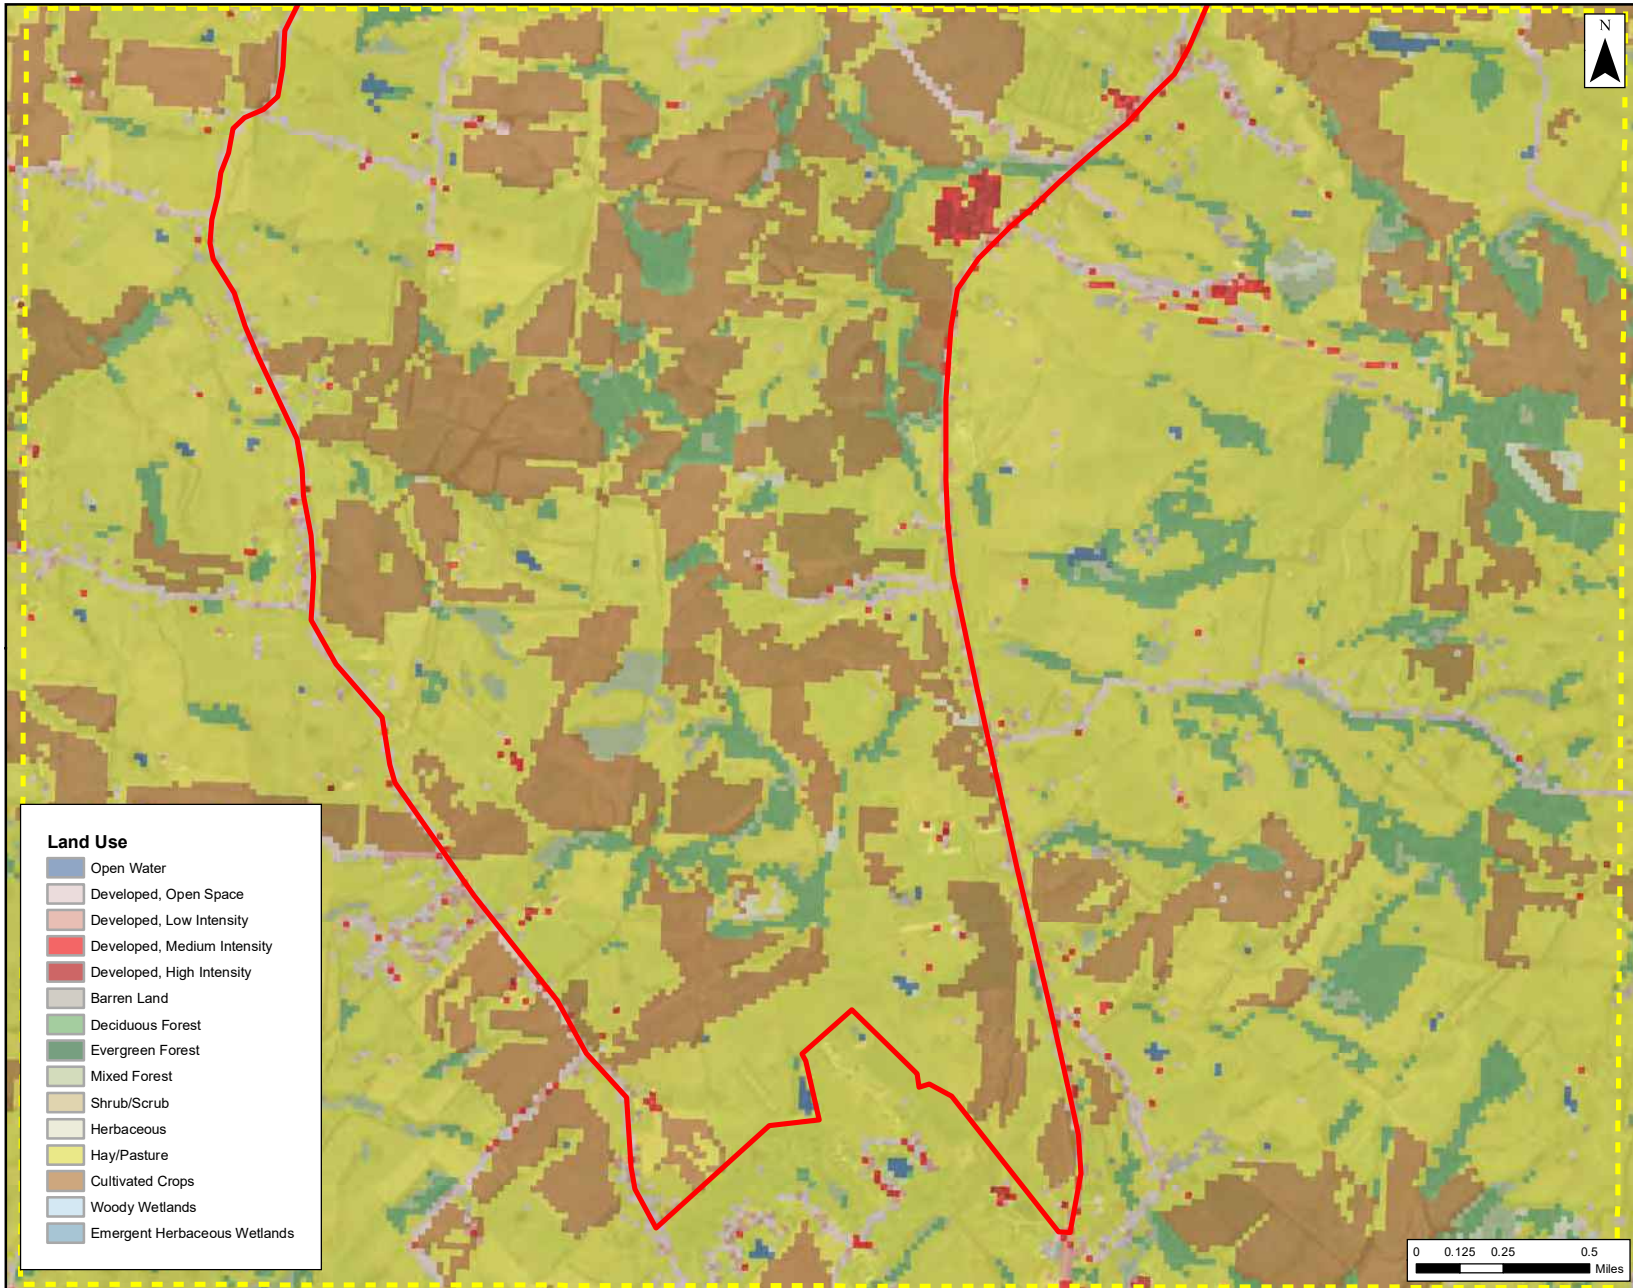 N
Land Use
Open Water
Developed, Open Space
Developed, Low Intensity
Developed, Medium Intensity
Developed, High Intensity
Barren Land
Deciduous Forest
Evergreen Forest
Mixed Forest
Shrub/Scrub
Herbaceous
Hay/Pasture
Cultivated Crops
Woody Wetlands
Emergent Herbaceous Wetlands
0 0.125 0.25 0.5
Miles